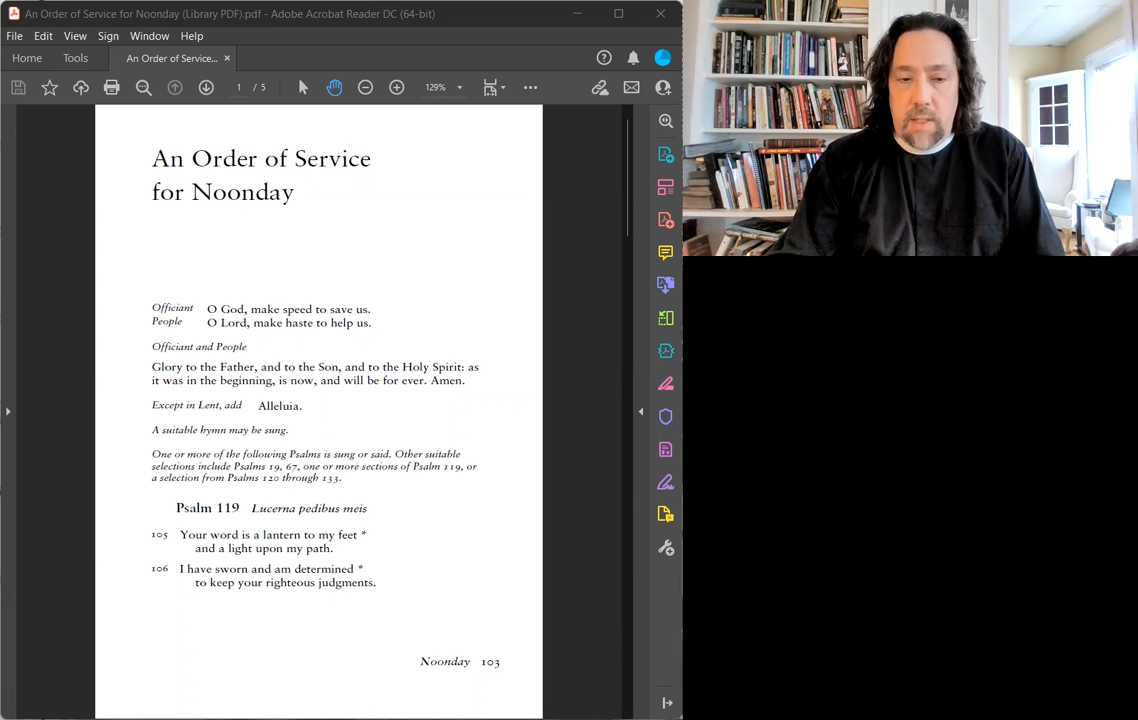 An Order of Service for Noonday (Library PDF).pdf - Adobe Acrobat Reader DC (64-bit)
File Edit View Sign Window Help
Home Tools An Order of Service... ×
1 / 5 129%
An Order of Service
for Noonday
Officiant O God, make speed to save us.
People O Lord, make haste to help us.
Officiant and People
Glory to the Father, and to the Son, and to the Holy Spirit: as
it was in the beginning, is now, and will be for ever. Amen.
Except in Lent, add Alleluia.
A suitable hymn may be sung.
One or more of the following Psalms is sung or said. Other suitable
selections include Psalms 19, 67, one or more sections of Psalm 119, or
a selection from Psalms 120 through 133.
Psalm 119 Lucerna pedibus meis
105 Your word is a lantern to my feet *
and a light upon my path.
106 I have sworn and am determined *
to keep your righteous judgments.
Noonday 103